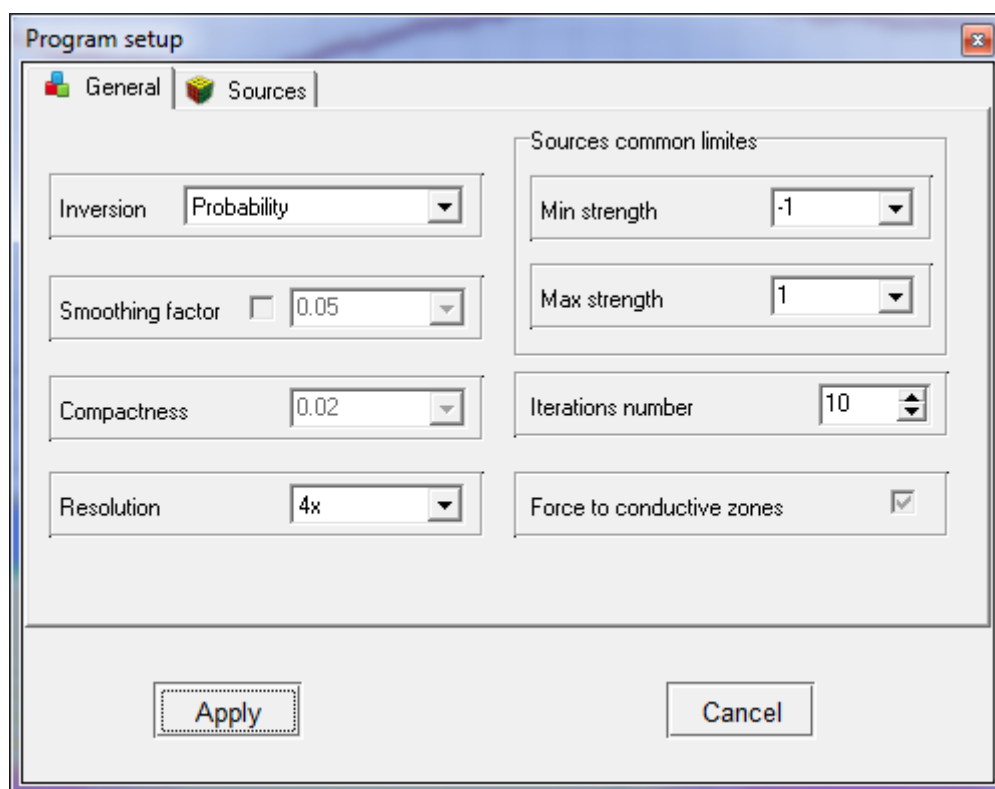 Program setup
General
Sources
Inversion
Probability
Smoothing factor
0.05
Compactness
0.02
Resolution
4x
Sources common limites
Min strength
-1
Max strength
1
Iterations number
10
Force to conductive zones
Apply
Cancel